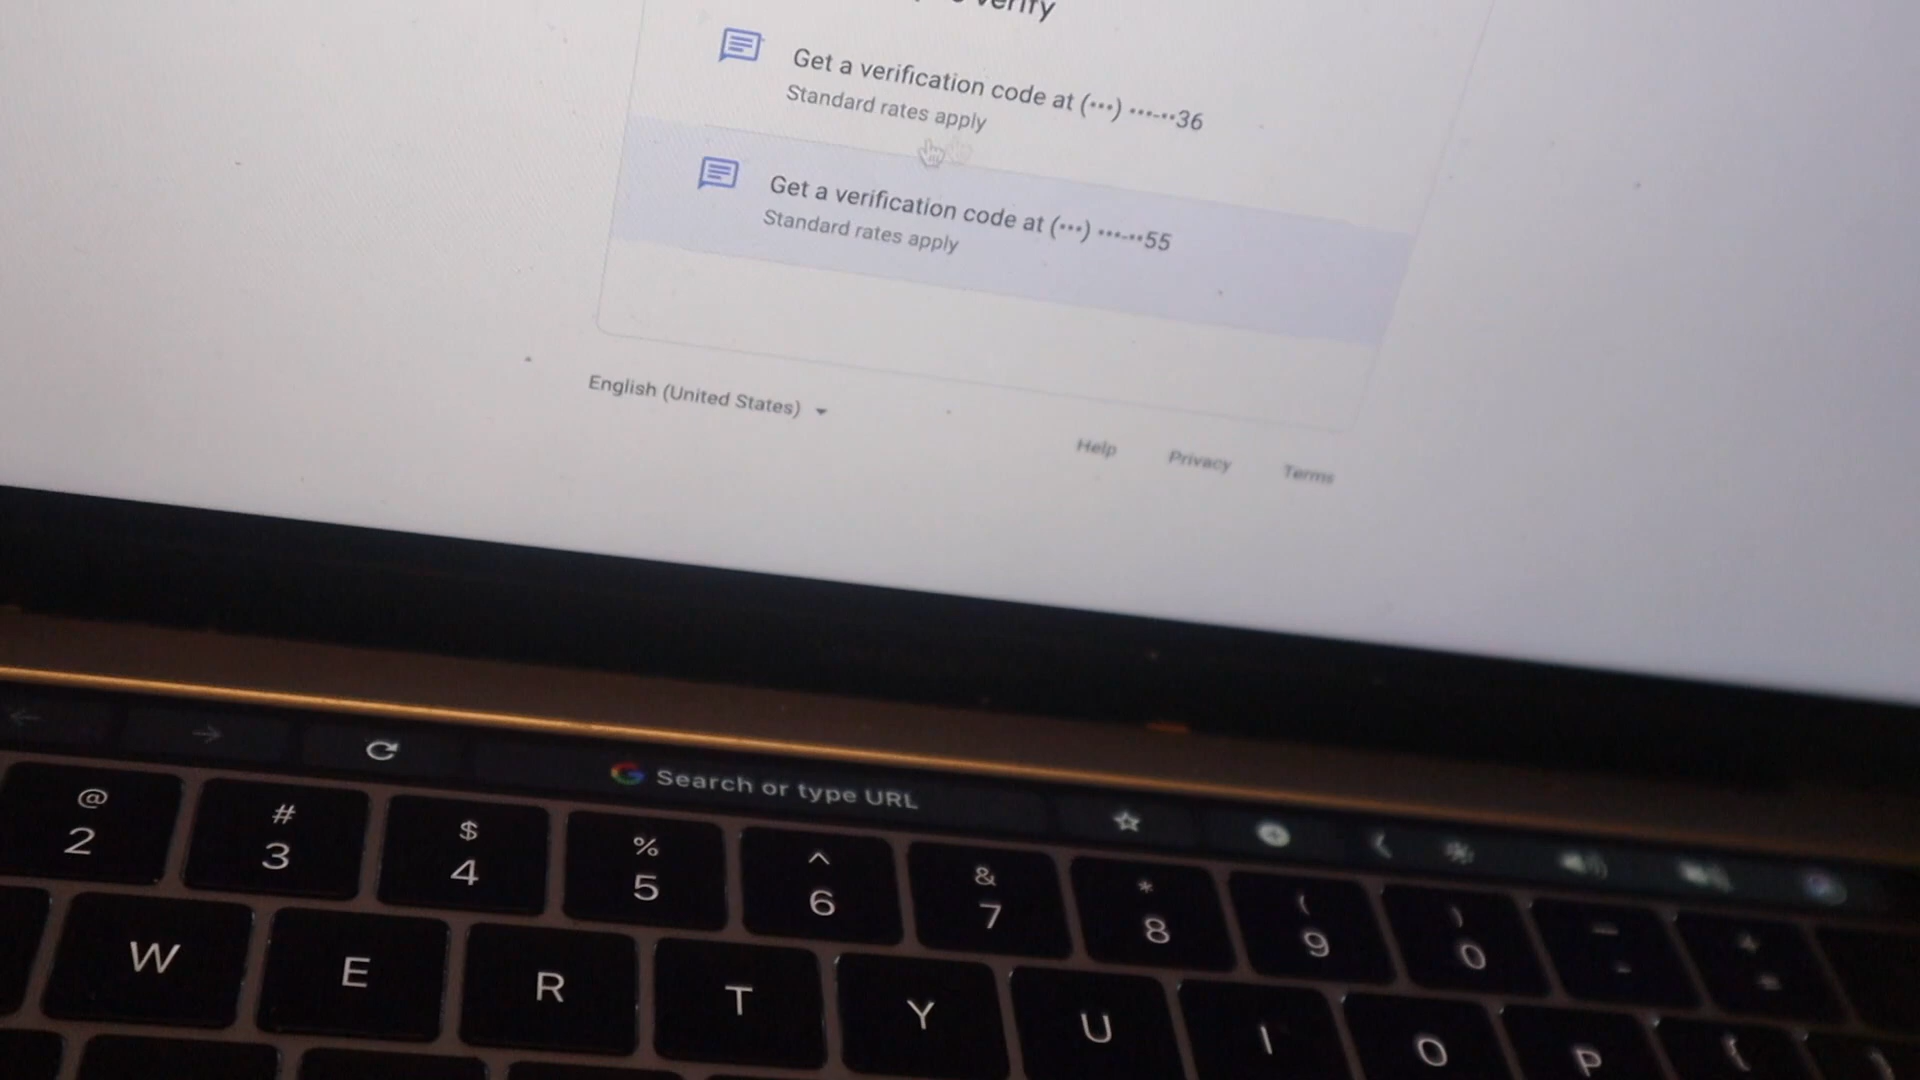 verify
Get a verification code at (•••) •••-••36
Standard rates apply
Get a verification code at (•••) •••-••55
Standard rates apply
English (United States)
Help Privacy Terms
Search or type URL
@ # $ % ^ & * ( )
2 3 4 5 6 7 8 9 0 -
+
=
W E R T Y U I O P {